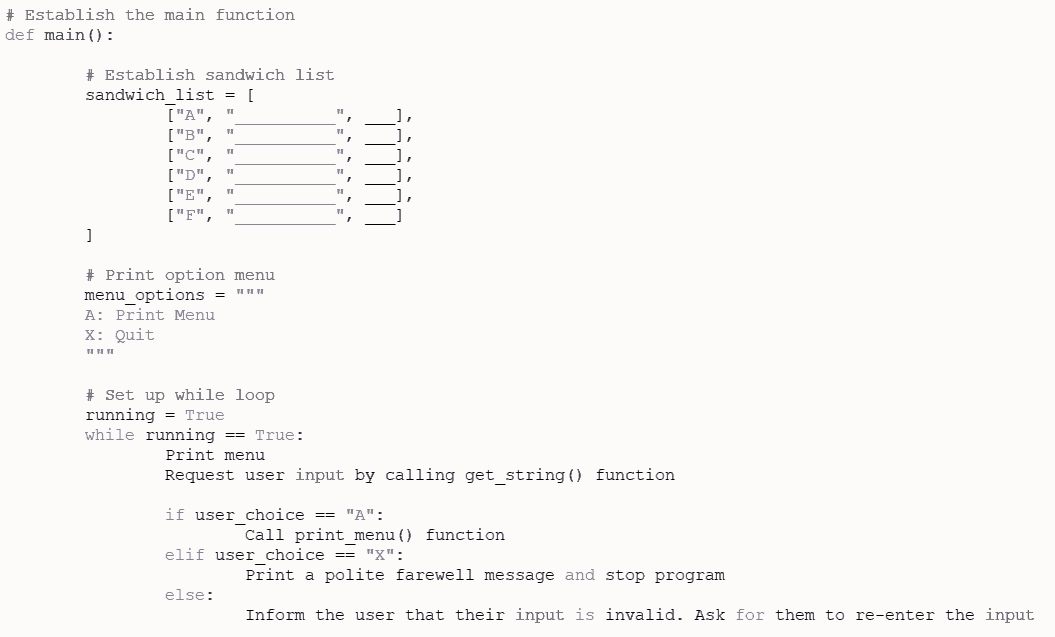 # Establish the main function
def main():
# Establish sandwich list
sandwich_list = [
["A", "__________", ___],
["B", "__________", ___],
["C", "__________", ___],
["D", "__________", ___],
["E", "__________", ___],
["F", "__________", ___]
]
# Print option menu
menu_options = """
A: Print Menu
X: Quit
"""
# Set up while loop
running = True
while running == True:
Print menu
Request user input by calling get_string() function
if user_choice == "A":
Call print_menu() function
elif user_choice == "X":
Print a polite farewell message and stop program
else:
Inform the user that their input is invalid. Ask for them to re-enter the input